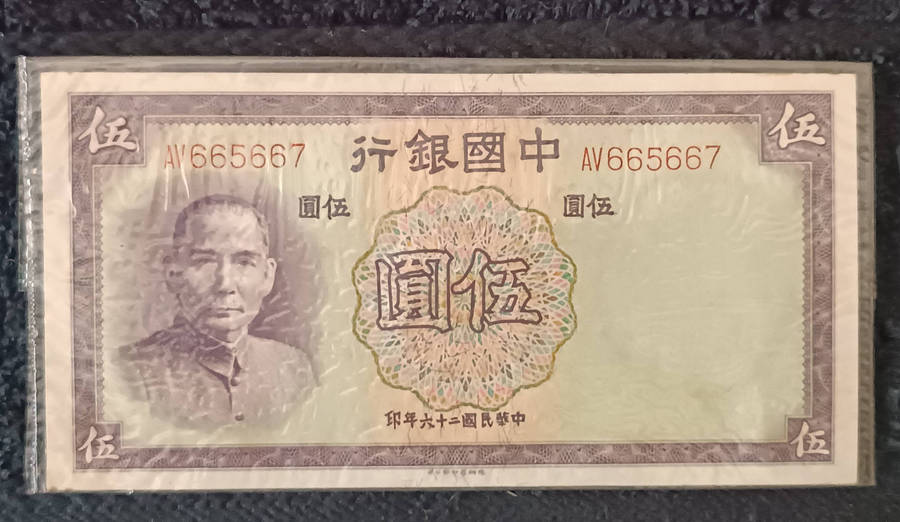 伍 伍
AV665667 中國銀行 AV665667
伍圓 伍圓
伍圓
中華民國二十六年印
伍 伍